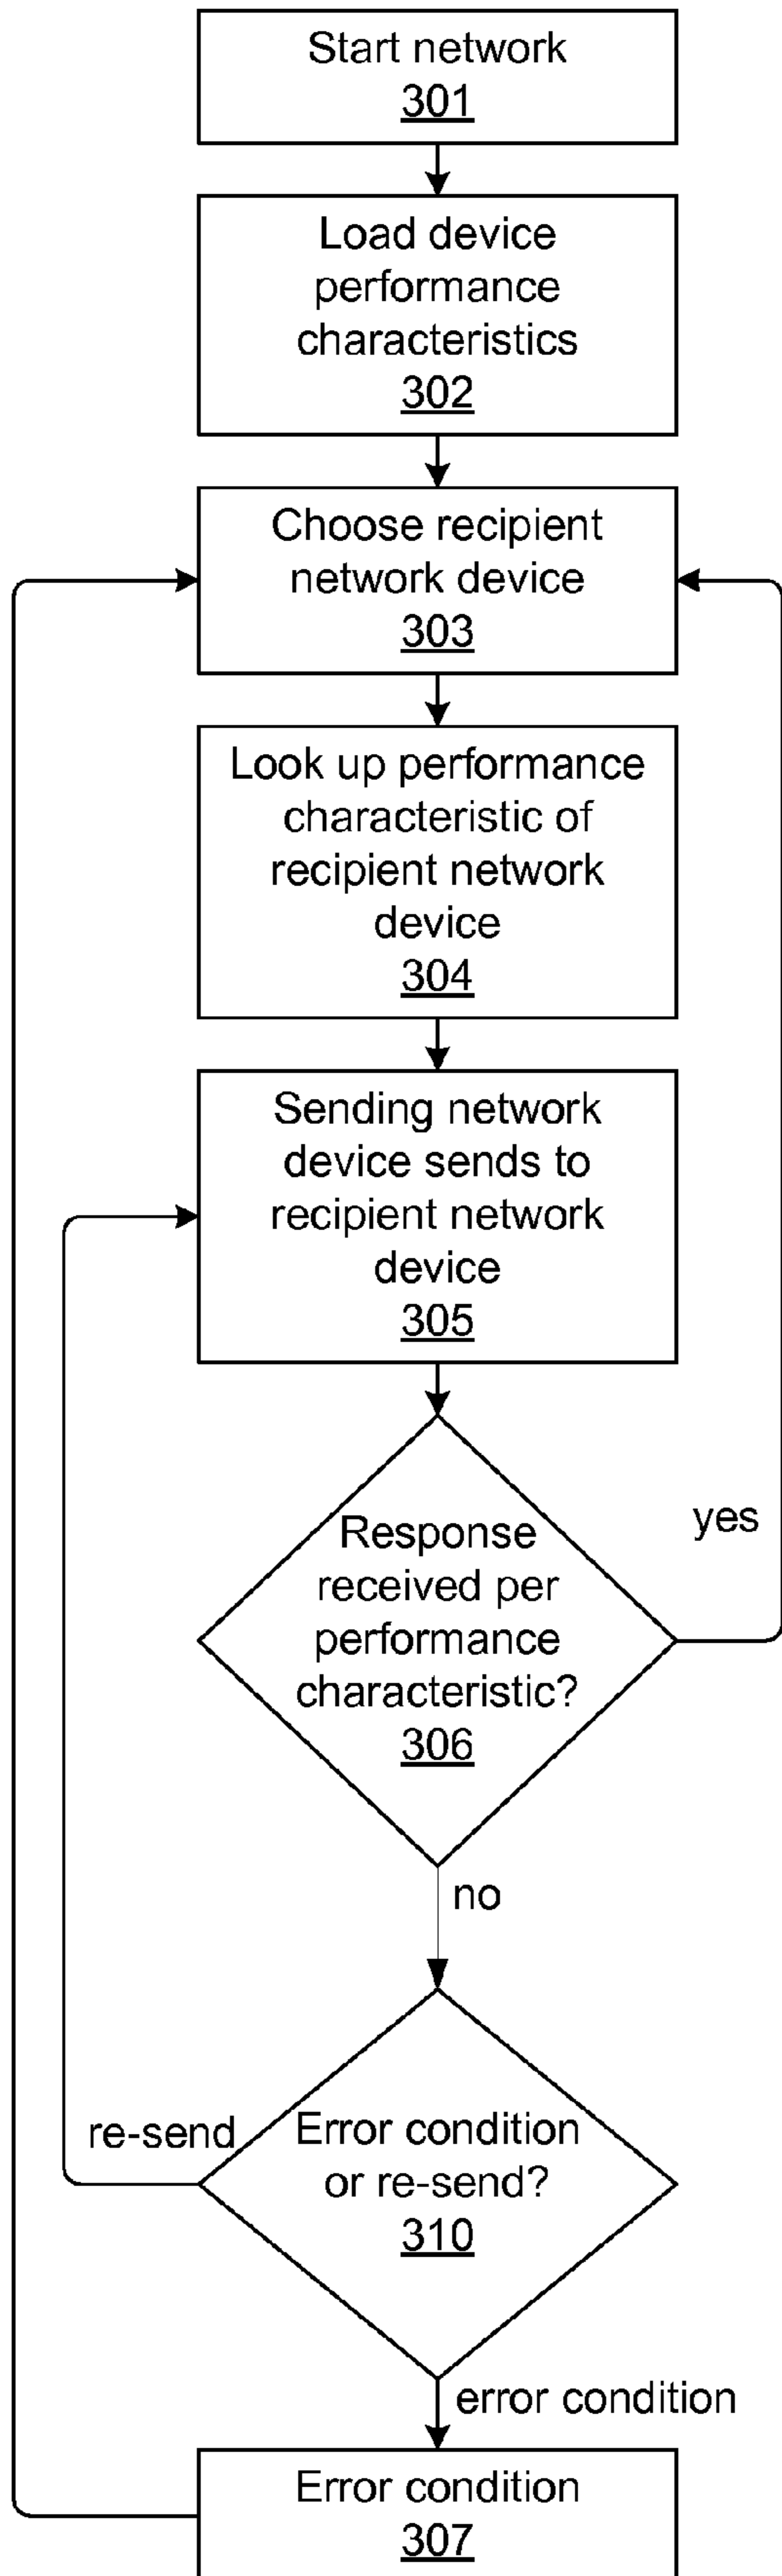 Start network
301
Load device
performance
characteristics
302
Choose recipient
network device
303
Look up performance
characteristic of
recipient network
device
304
Sending network
device sends to
recipient network
device
305
Response
received per
performance
characteristic?
306
yes
no
re-send
Error condition
or re-send?
310
error condition
Error condition
307